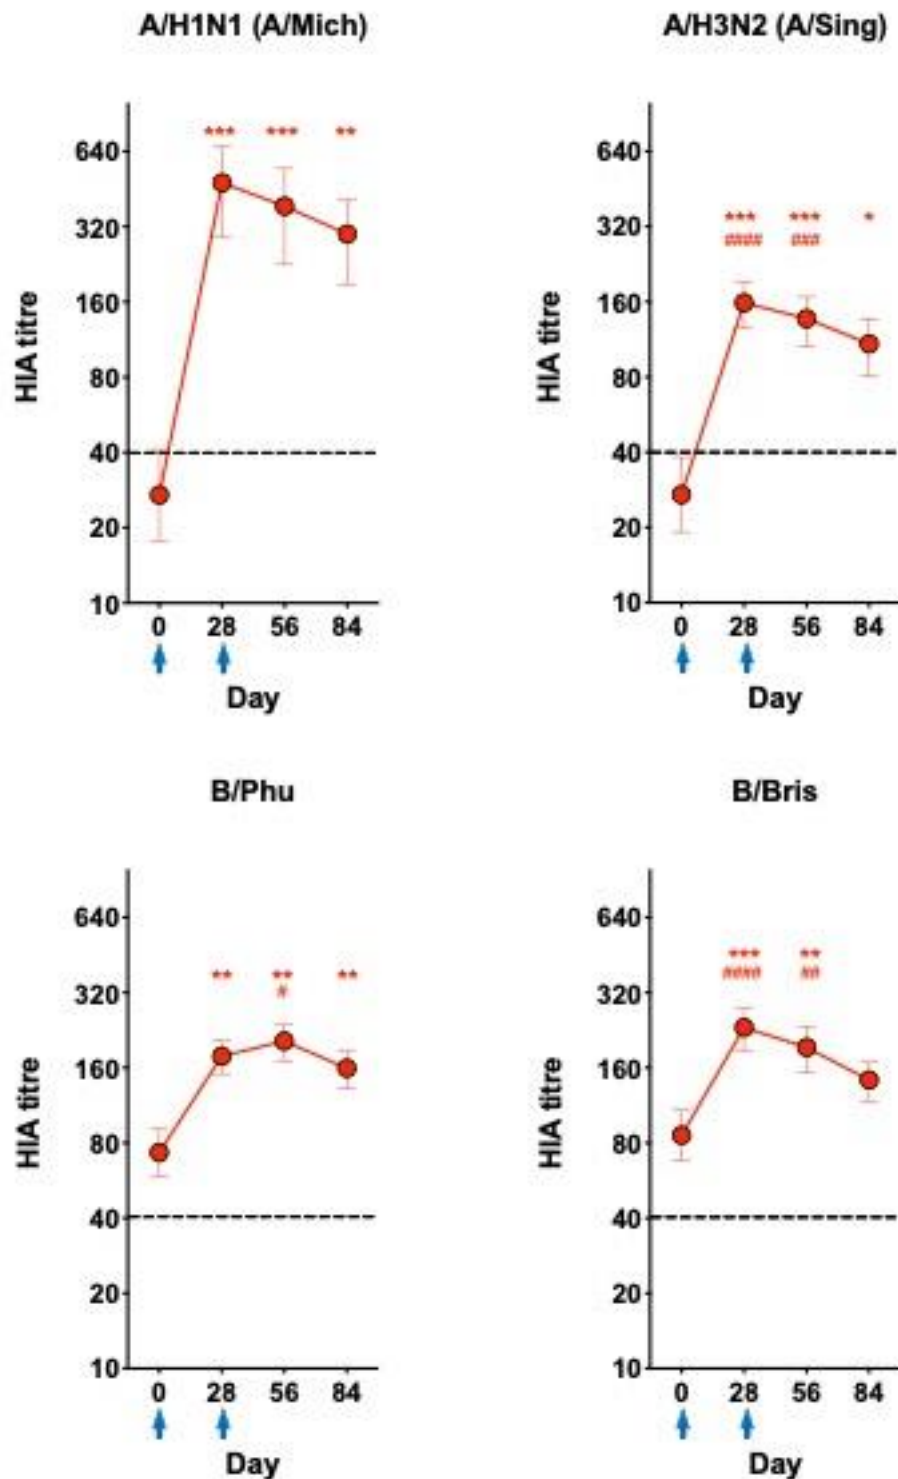 A/H1N1 (A/Mich)
*** *** **
640
320
160
80
40
20
10
HIA titre
0 28 56 84
Day
A/H3N2 (A/Sing)
*** *** *
#### ###
640
320
160
80
40
20
10
HIA titre
0 28 56 84
Day
B/Phu
** ** **
#
640
320
160
80
40
20
10
HIA titre
0 28 56 84
Day
B/Bris
*** **
#### ##
640
320
160
80
40
20
10
HIA titre
0 28 56 84
Day